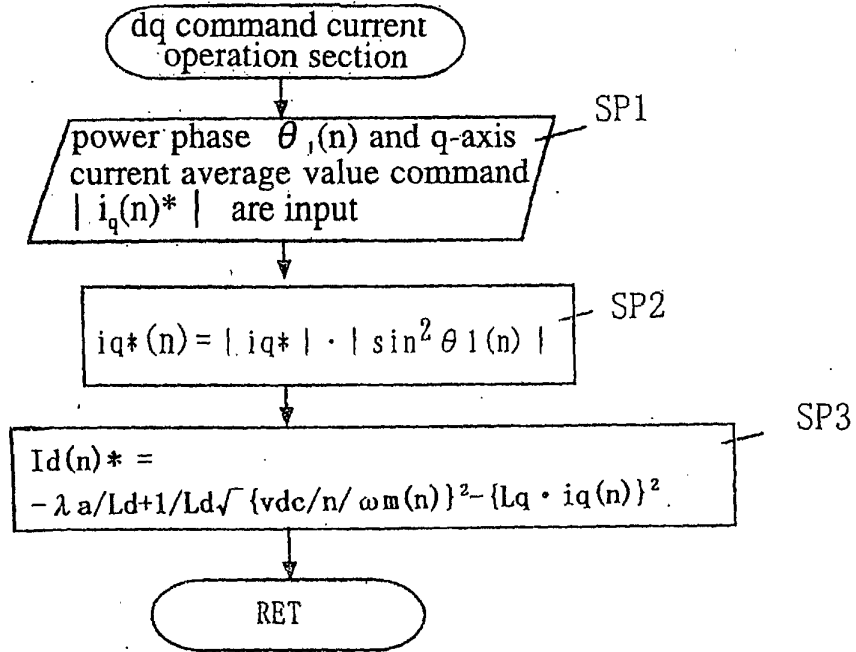 dq command current
operation section
SP1
power phase θ₁(n) and q-axis
current average value command
| i_q(n)* | are input
SP2
iq*(n) = | iq* | · | sin² θ1(n) |
SP3
Id(n)* =
-λa/Ld+1/Ld√{vdc/n/ωm(n)}²-{Lq・iq(n)}²
RET